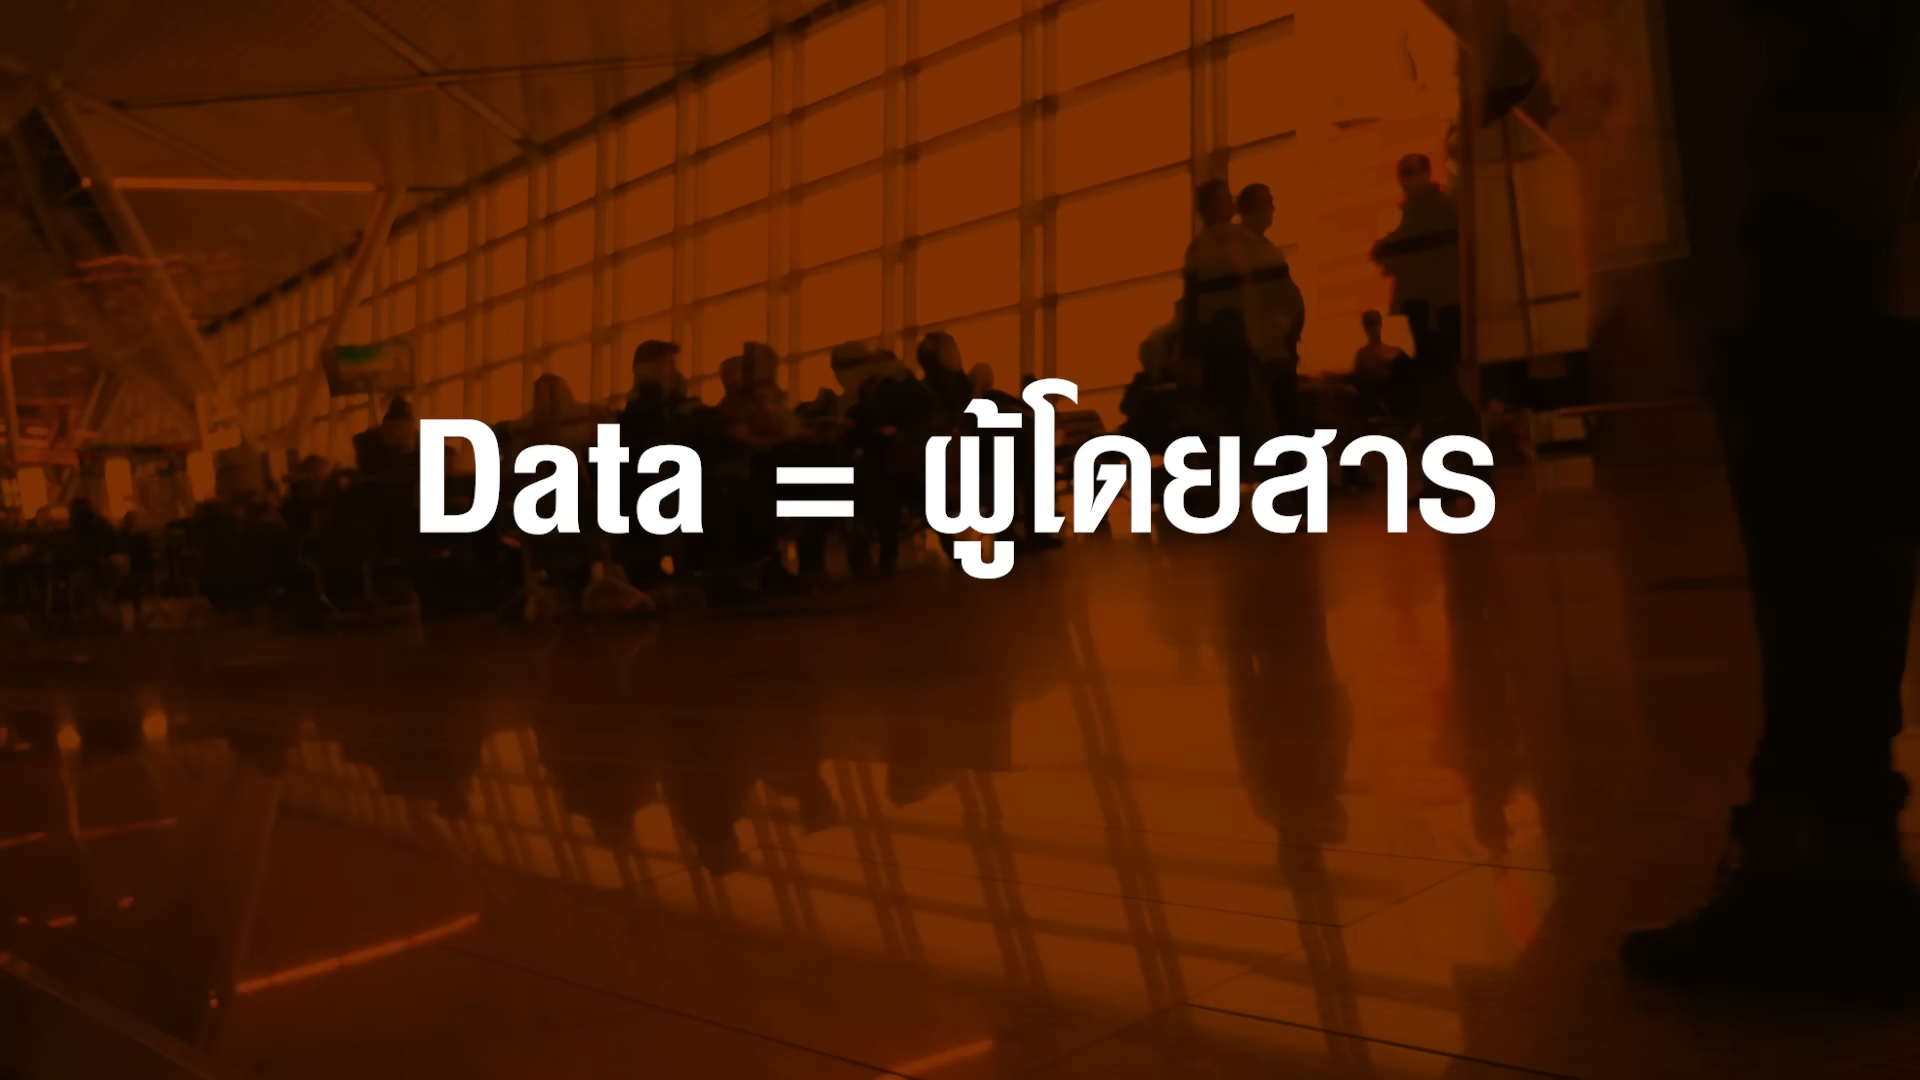 Data = ผู้โดยสาร